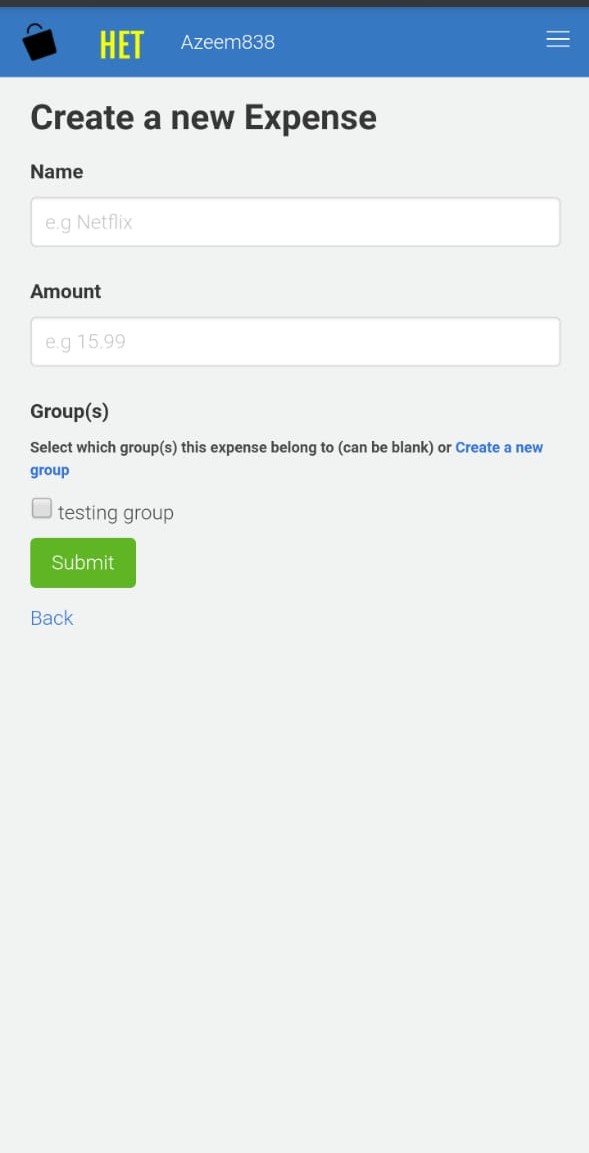 HET Azeem838
Create a new Expense
Name
e.g Netflix
Amount
e.g 15.99
Group(s)
Select which group(s) this expense belong to (can be blank) or Create a new
group
testing group
Submit
Back